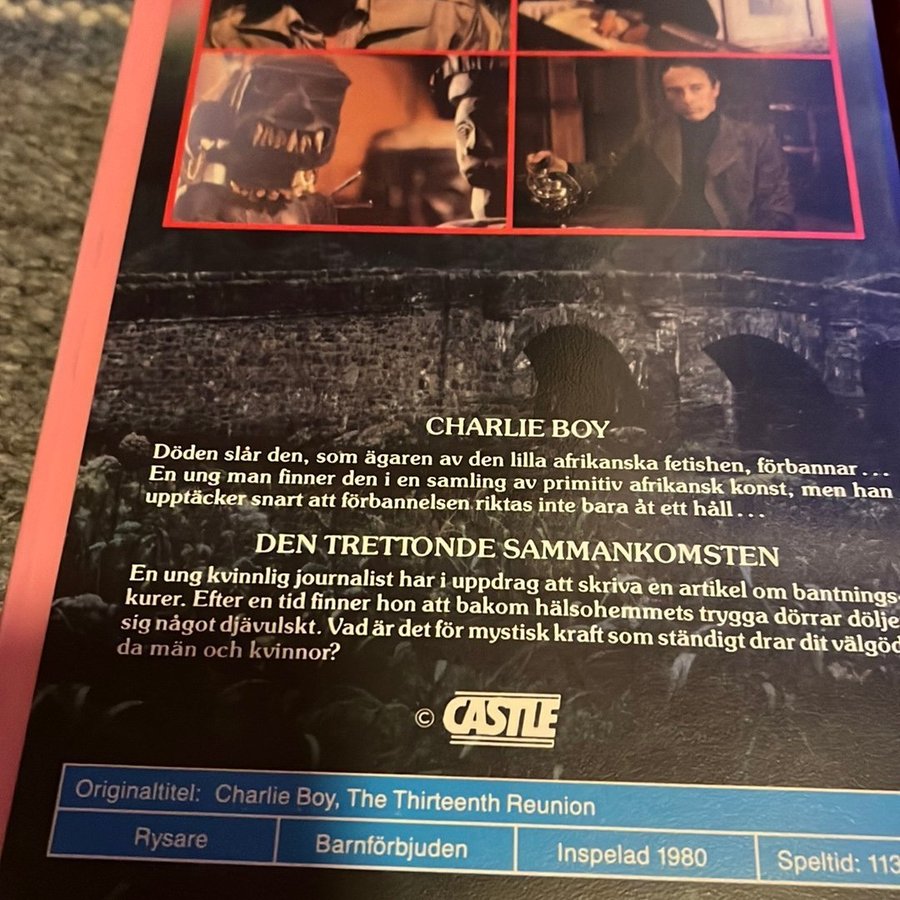 CHARLIE BOY
Döden slår den, som ägaren av den lilla afrikanska fetishen, förbannar...
En ung man finner den i en samling av primitiv afrikansk konst, men han
upptäcker snart att förbannelsen riktas inte bara åt ett håll...
DEN TRETTONDE SAMMANKOMSTEN
En ung kvinnlig journalist har i uppdrag att skriva en artikel om bantnings-
kurer. Efter en tid finner hon att bakom hälsohemmets trygga dörrar dölje
sig något djävulskt. Vad är det för mystisk kraft som ständigt drar dit välgöd
da män och kvinnor?
© CASTLE
Originaltitel: Charlie Boy, The Thirteenth Reunion
Rysare Barnförbjuden Inspelad 1980 Speltid: 113